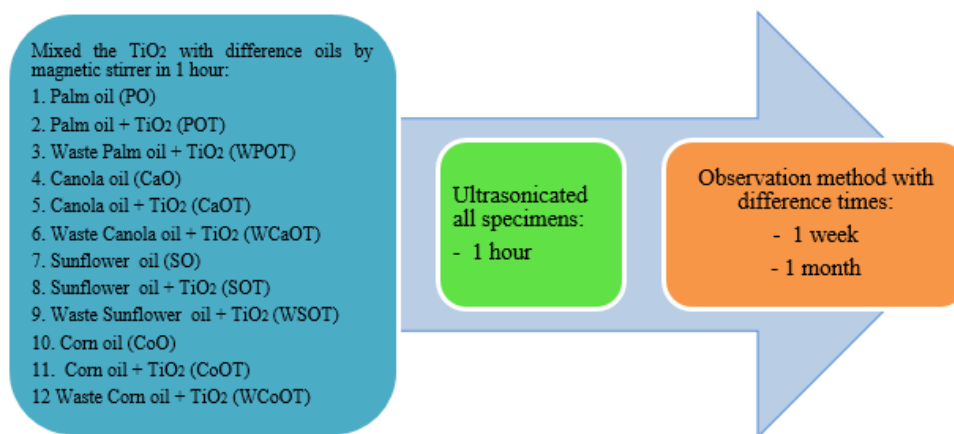 Mixed the TiO2 with difference oils by
magnetic stirrer in 1 hour:
1. Palm oil (PO)
2. Palm oil + TiO2 (POT)
3. Waste Palm oil + TiO2 (WPOT)
4. Canola oil (CaO)
5. Canola oil + TiO2 (CaOT)
6. Waste Canola oil + TiO2 (WCaOT)
7. Sunflower oil (SO)
8. Sunflower oil + TiO2 (SOT)
9. Waste Sunflower oil + TiO2 (WSOT)
10. Corn oil (CoO)
11. Corn oil + TiO2 (CoOT)
12 Waste Corn oil + TiO2 (WCoOT)
Ultrasonicated
all specimens:
- 1 hour
Observation method with
difference times:
- 1 week
- 1 month